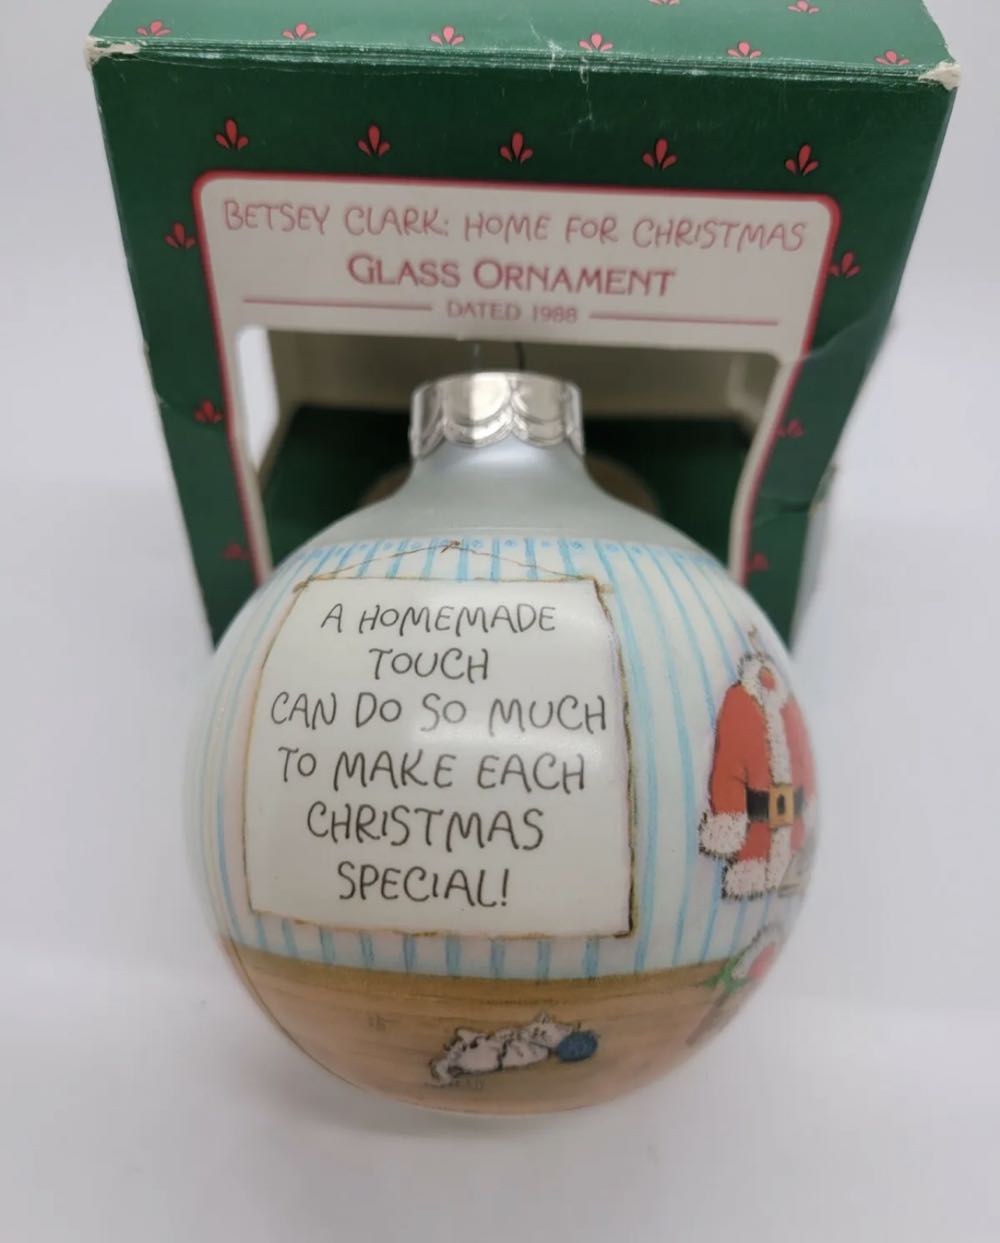 BETSEY CLARK: HOME FOR CHRISTMAS
GLASS ORNAMENT
DATED 1988
A HOMEMADE
TOUCH
CAN DO SO MUCH
TO MAKE EACH
CHRISTMAS
SPECIAL!